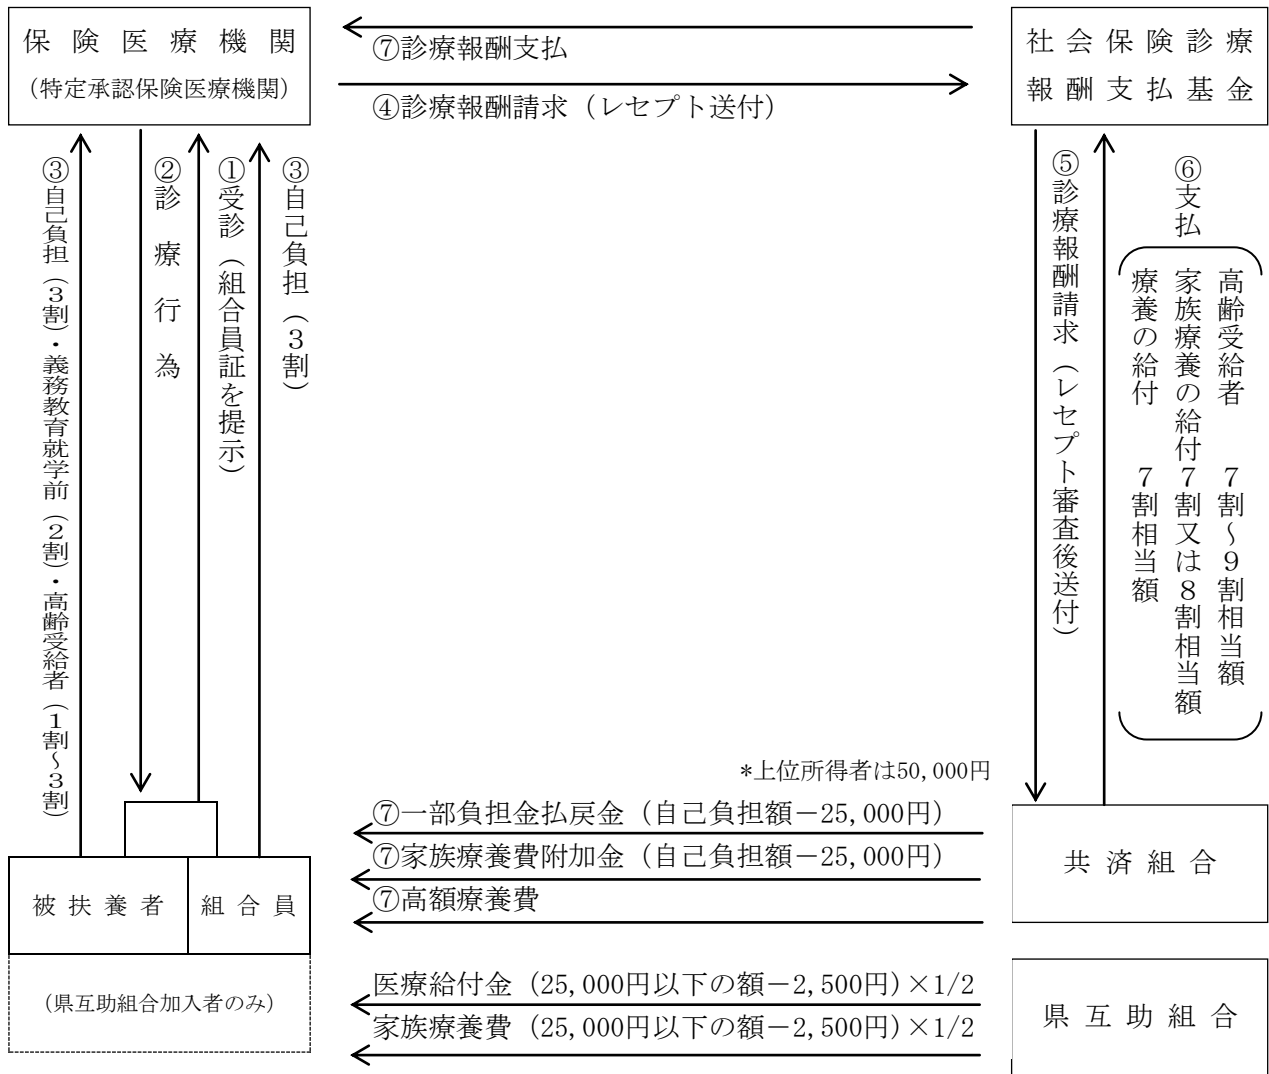 保険医療機関
（特定承認保険医療機関）
⑦診療報酬支払
④診療報酬請求（レセプト送付）
社会保険診療
報酬支払基金
③自己負担（３割）・義務教育就学前（２割）・高齢受給者（１割～３割）
②診療行為
①受診（組合員証を提示）
③自己負担（３割）
⑤診療報酬請求（レセプト審査後送付）
⑥支払
高齢受給者　７割～９割相当額
家族療養の給付　７割又は８割相当額
療養の給付　７割相当額
*上位所得者は50,000円
⑦一部負担金払戻金（自己負担額－25,000円）
⑦家族療養費附加金（自己負担額－25,000円）
⑦高額療養費
共済組合
被扶養者
組合員
（県互助組合加入者のみ）
医療給付金（25,000円以下の額－2,500円）×1/2
家族療養費（25,000円以下の額－2,500円）×1/2
県互助組合